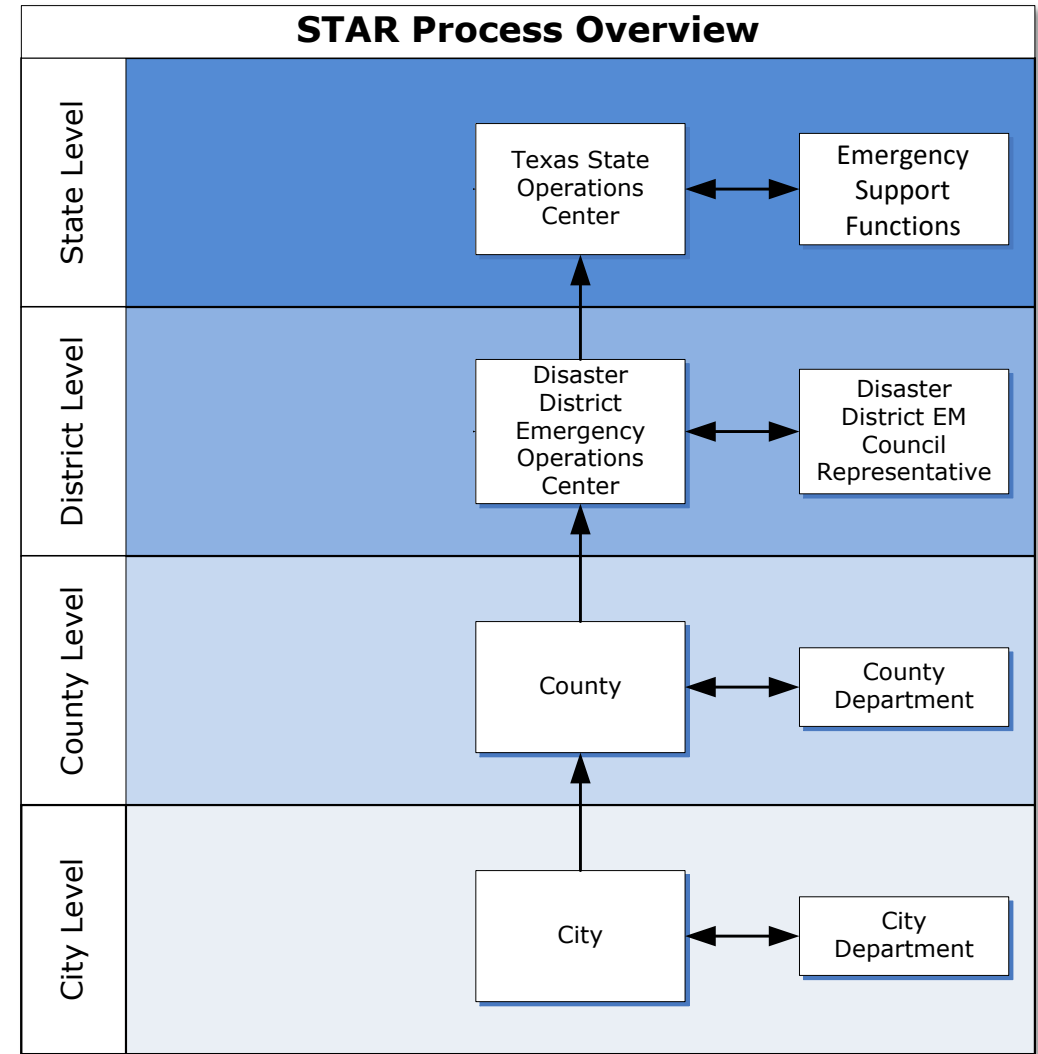 STAR Process Overview
State Level
Texas State
Operations
Center
Emergency
Support
Functions
District Level
Disaster
District
Emergency
Operations
Center
Disaster
District EM
Council
Representative
County Level
County
County
Department
City Level
City
City
Department